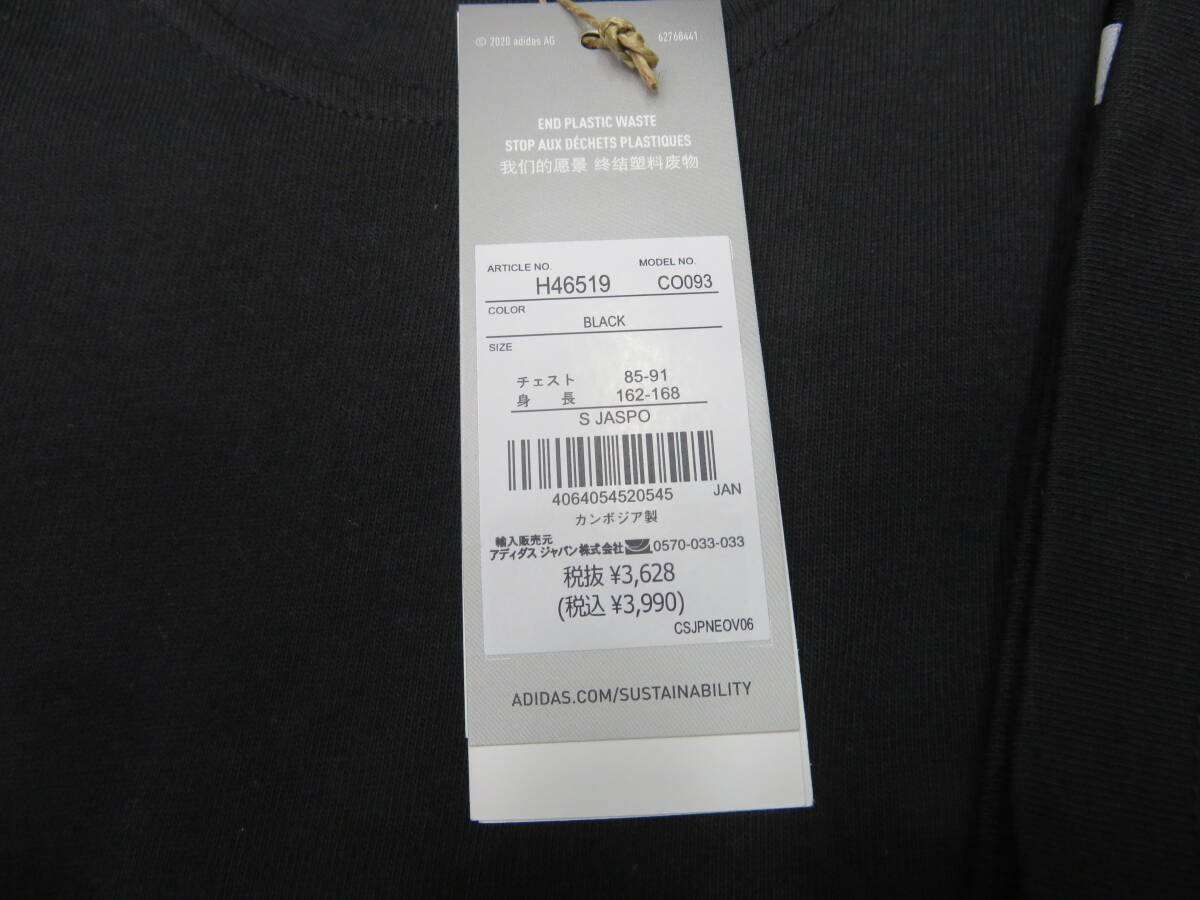 © 2020 adidas AG 62768441
END PLASTIC WASTE
STOP AUX DÉCHETS PLASTIQUES
我们的愿景 终结塑料废物
ARTICLE NO. MODEL NO.
H46519 CO093
COLOR
BLACK
SIZE
チェスト 85-91
身 長 162-168
S JASPO
4064054520545 JAN
カンボジア製
輸入販売元
アディダス ジャパン株式会社 0570-033-033
税抜 ¥3,628
(税込 ¥3,990)
CSJPNEOV06
ADIDAS.COM/SUSTAINABILITY